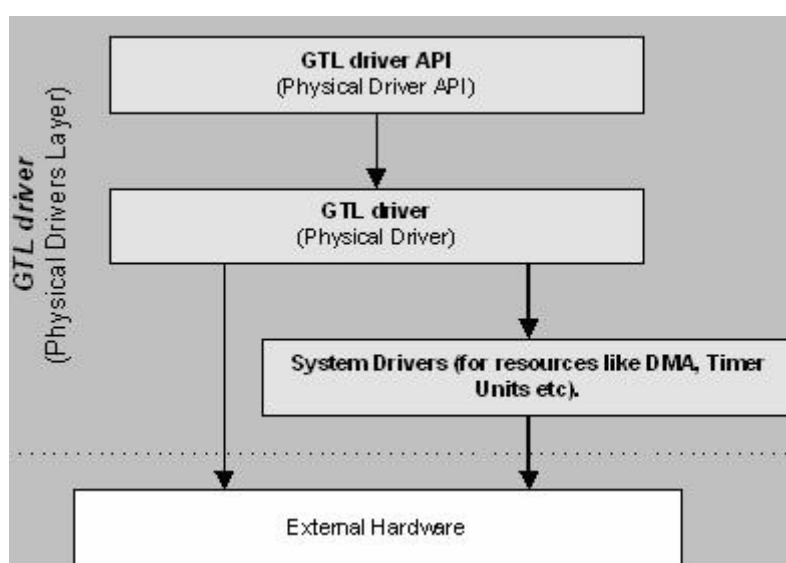 GTL driver
(Physical Drivers Layer)
GTL driver API
(Physical Driver API)
GTL driver
(Physical Driver)
System Drivers (for resources like DMA, Timer
Units etc).
External Hardware